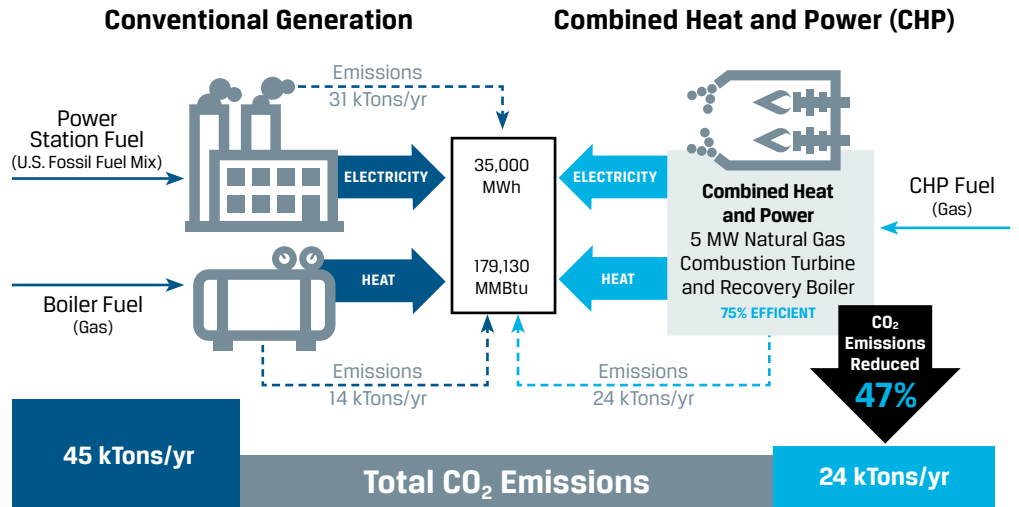 Conventional Generation
Combined Heat and Power (CHP)
Emissions
31 kTons/yr
Power
Station Fuel
(U.S. Fossil Fuel Mix)
ELECTRICITY
35,000
MWh
ELECTRICITY
Combined Heat
and Power
5 MW Natural Gas
Combustion Turbine
and Recovery Boiler
75% EFFICIENT
CHP Fuel
(Gas)
Boiler Fuel
(Gas)
HEAT
179,130
MMBtu
HEAT
Emissions
14 kTons/yr
Emissions
24 kTons/yr
CO₂
Emissions
Reduced
47%
45 kTons/yr
Total CO₂ Emissions
24 kTons/yr